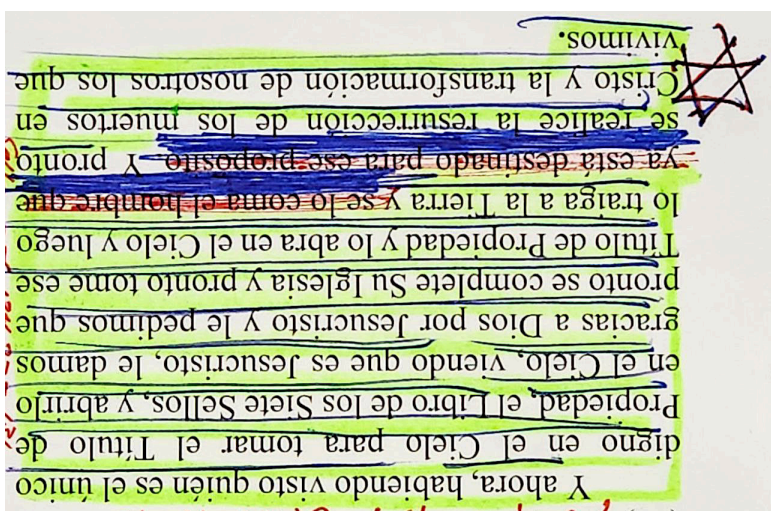 Y ahora, habiendo visto quién es el único
digno en el Cielo para tomar el Título de
Propiedad, el Libro de los Siete Sellos, y abrirlo
en el Cielo, viendo que es Jesucristo, le damos
gracias a Dios por Jesucristo y le pedimos que
pronto se complete Su Iglesia y pronto tome ese
Título de Propiedad y lo abra en el Cielo y luego
lo traiga a la Tierra y se lo coma el hombre que
ya está destinado para ese propósito. Y pronto
se realice la resurrección de los muertos en
Cristo y la transformación de nosotros los que
vivimos.